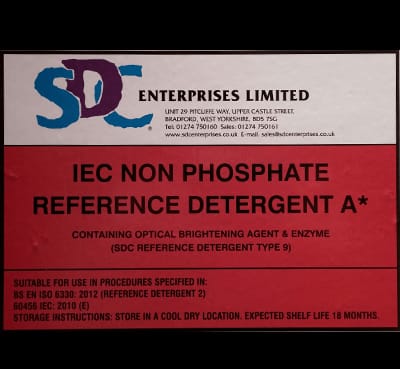 SDC
ENTERPRISES LIMITED
UNIT 29 PITCLIFFE WAY, UPPER CASTLE STREET,
BRADFORD, WEST YORKSHIRE, BD5 7SG
Tel: 01274 750160 Sales: 01274 750161
www.sdcenterprises.co.uk E-mail. sales@sdcenterprises.co.uk
IEC NON PHOSPHATE
REFERENCE DETERGENT A*
CONTAINING OPTICAL BRIGHTENING AGENT & ENZYME
(SDC REFERENCE DETERGENT TYPE 9)
SUITABLE FOR USE IN PROCEDURES SPECIFIED IN:
BS EN ISO 6330: 2012 (REFERENCE DETERGENT 2)
60456 IEC: 2010 (E)
STORAGE INSTRUCTIONS: STORE IN A COOL DRY LOCATION. EXPECTED SHELF LIFE 18 MONTHS.